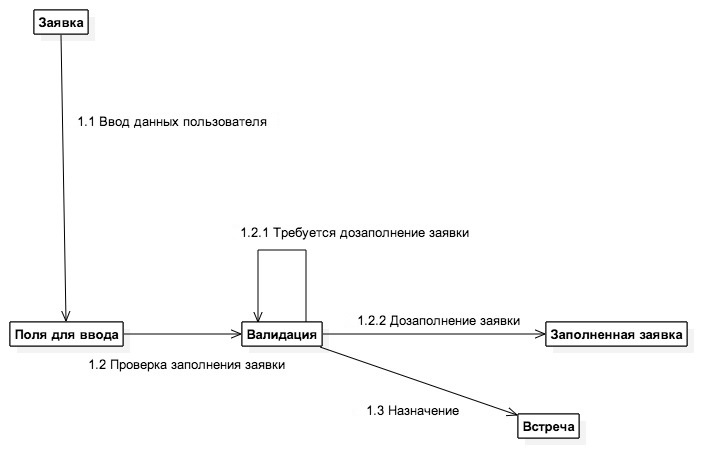 Заявка
1.1 Ввод данных пользователя
1.2.1 Требуется дозаполнение заявки
1.2.2 Дозаполнение заявки
Поля для ввода
Валидация
Заполненная заявка
1.2 Проверка заполнения заявки
1.3 Назначение
Встреча